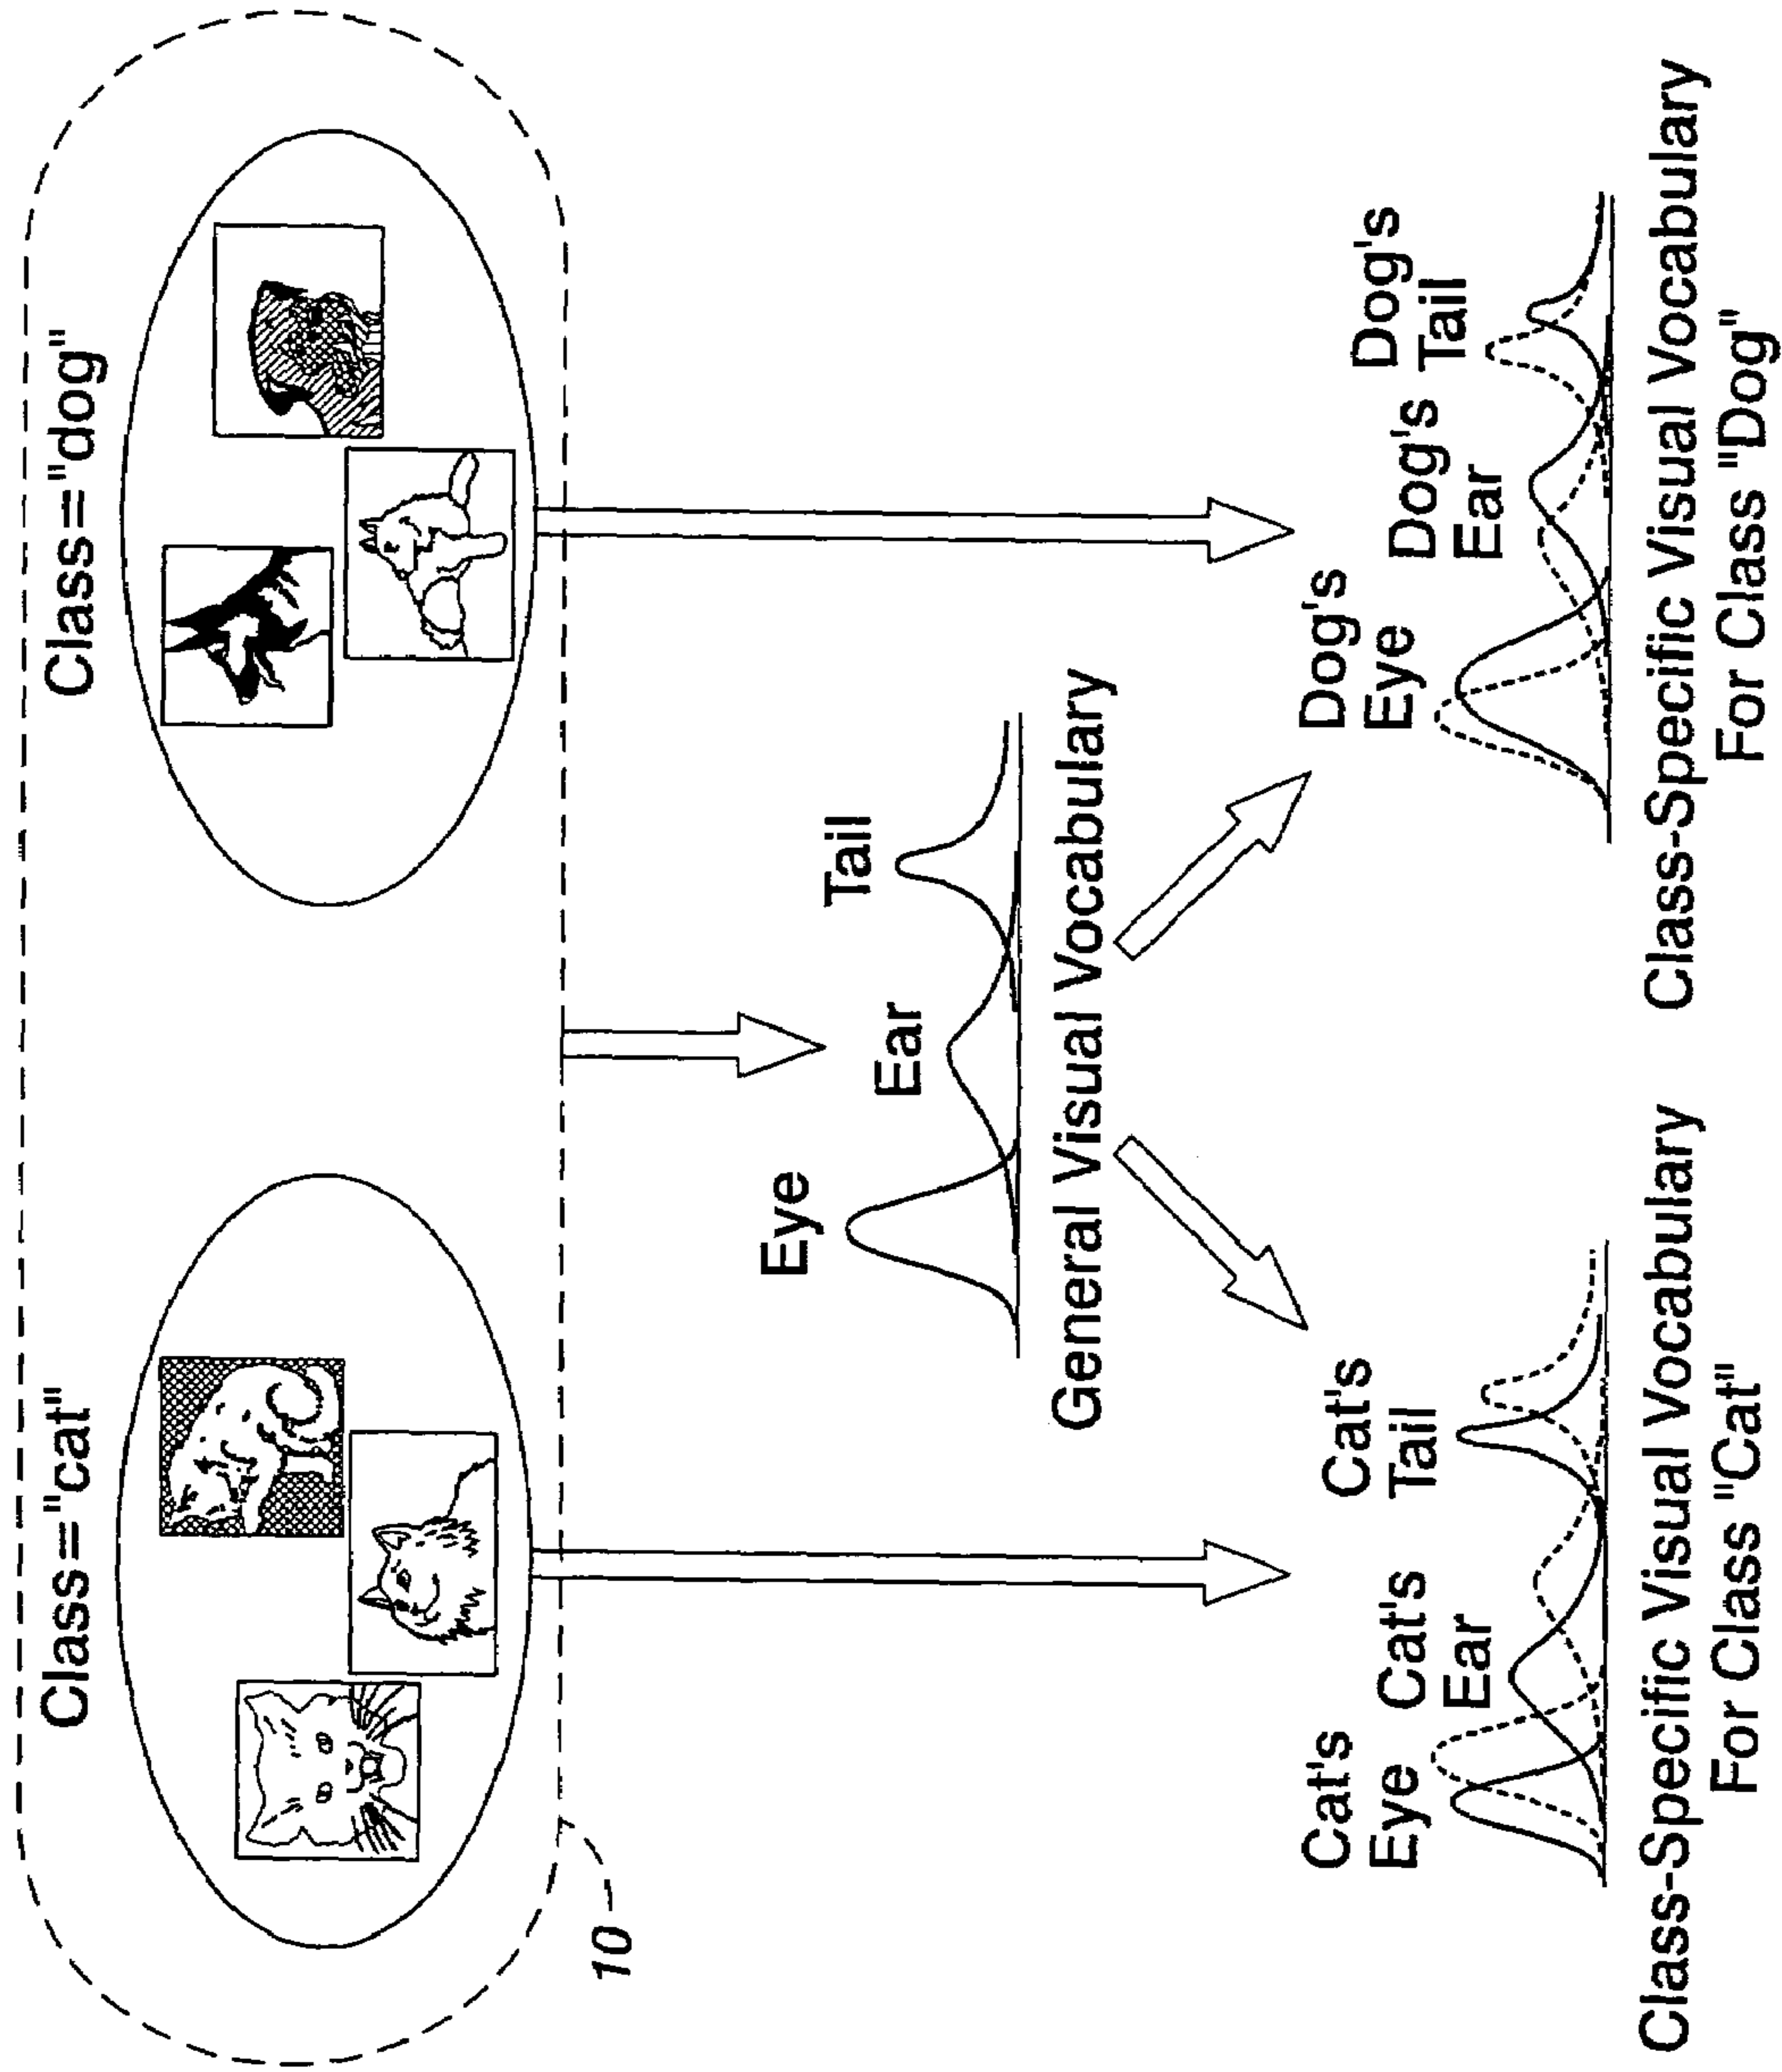 Class="cat"
Class="dog"
10
Eye
Ear
Tail
General Visual Vocabulary
Cat's
Eye
Cat's
Ear
Cat's
Tail
Class-Specific Visual Vocabulary
For Class "Cat"
Dog's
Eye
Dog's
Ear
Dog's
Tail
Class-Specific Visual Vocabulary
For Class "Dog"